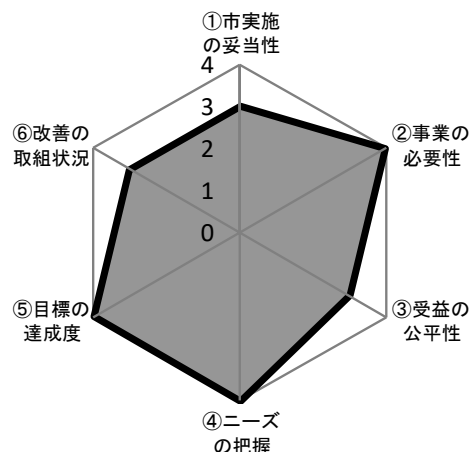 ①市実施
の妥当性
4
3
2
1
0
②事業の
必要性
③受益の
公平性
④ニーズ
の把握
⑤目標の
達成度
⑥改善の
取組状況